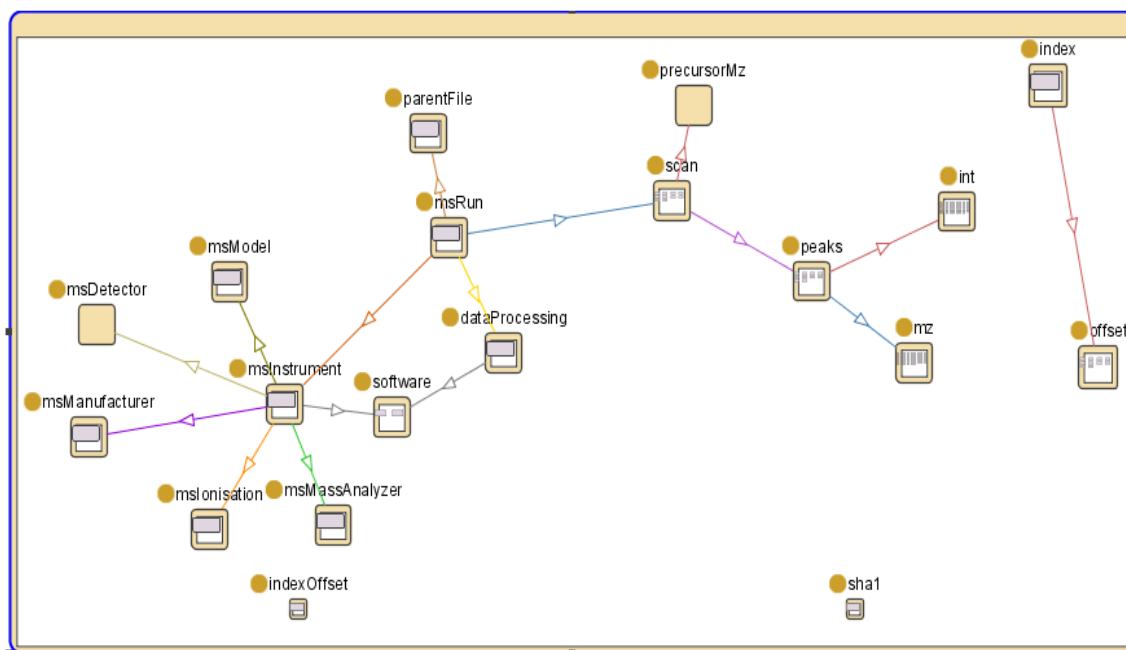 index
precursorMz
parentFile
scan
int
msRun
msModel
peaks
msDetector
dataProcessing
mz
offset
msInstrument
software
msManufacturer
msIonisation
msMassAnalyzer
indexOffset
sha1